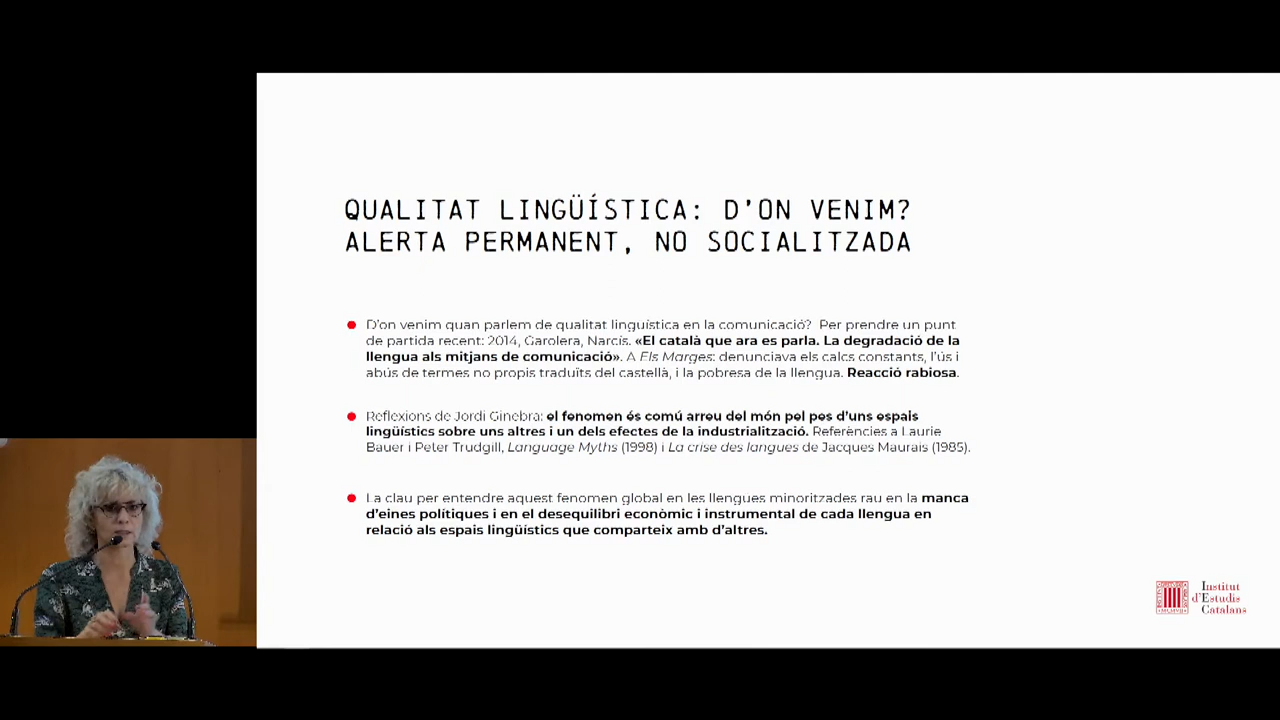 QUALITAT LINGÜÍSTICA: D'ON VENIM?
ALERTA PERMANENT, NO SOCIALITZADA
D'on venim quan parlem de qualitat lingüística en la comunicació? Per prendre un punt
de partida recent: 2014, Garolera, Narcís. «El català que ara es parla. La degradació de la
llengua als mitjans de comunicació». A Els Marges: denunciava els calcs constants, l'ús i
abús de termes no propis traduïts del castellà, i la pobresa de la llengua. Reacció rabiosa.
Reflexions de Jordi Ginebra: el fenomen és comú arreu del món pel pes d'uns espais
lingüístics sobre uns altres i un dels efectes de la industrialització. Referències a Laurie
Bauer i Peter Trudgill, Language Myths (1998) i La crise des langues de Jacques Maurais (1985).
La clau per entendre aquest fenomen global en les llengües minoritzades rau en la manca
d'eines polítiques i en el desequilibri econòmic i instrumental de cada llengua en
relació als espais lingüístics que comparteix amb d'altres.
Institut
d'Estudis
Catalans